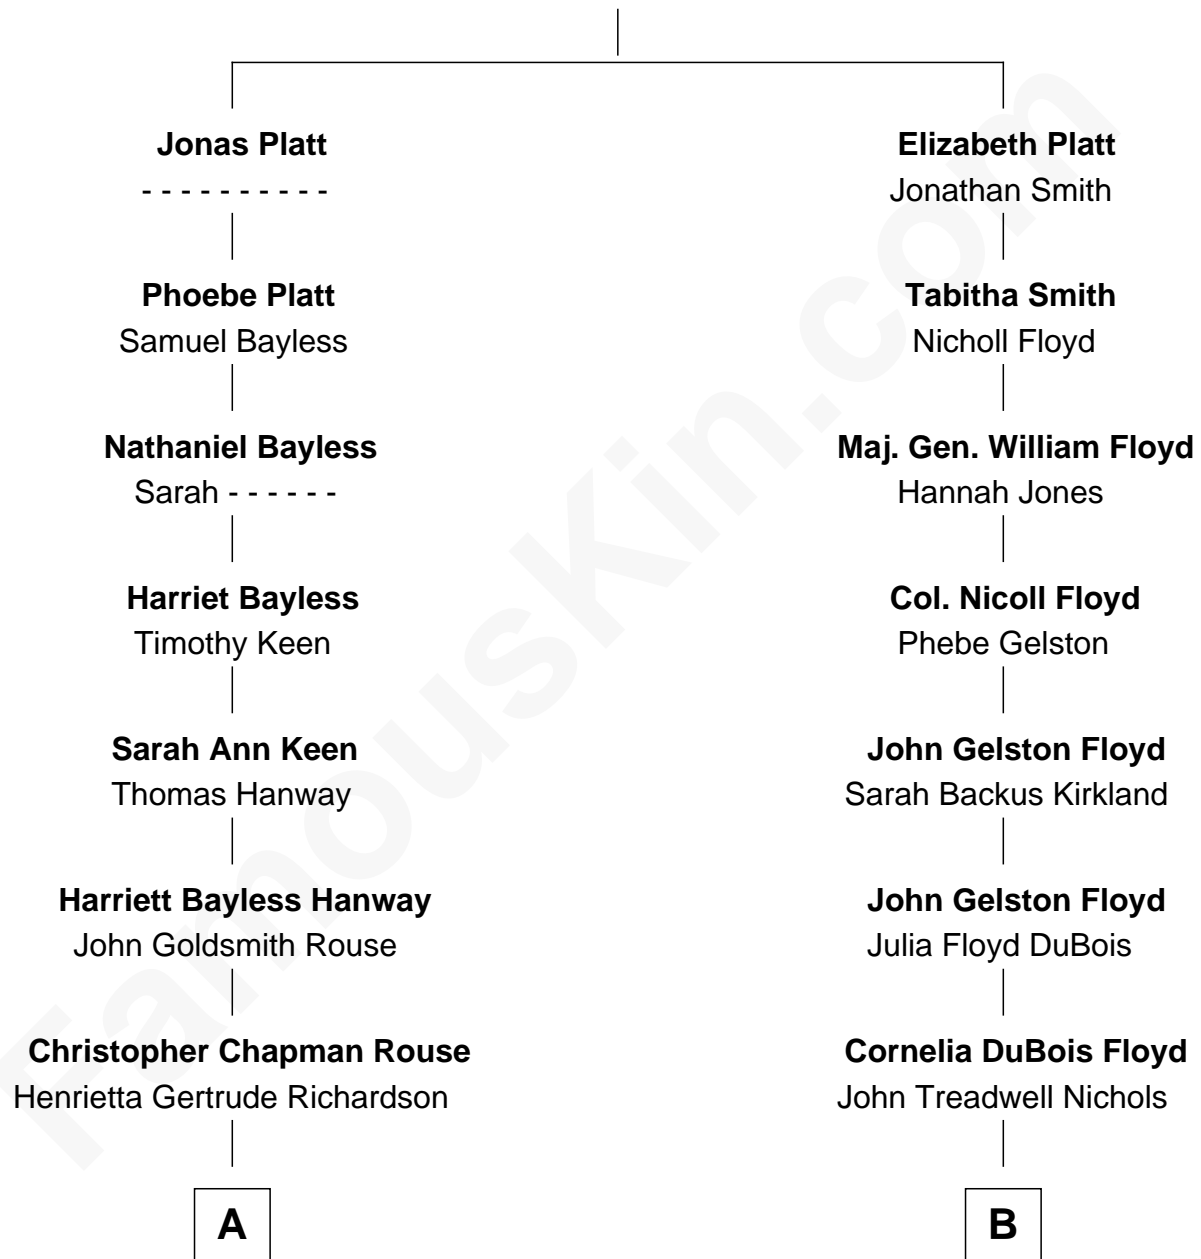 Jonas Platt
- - - - - - - - - -
Elizabeth Platt
Jonathan Smith
Phoebe Platt
Samuel Bayless
Tabitha Smith
Nicholl Floyd
Nathaniel Bayless
Sarah - - - - - -
Maj. Gen. William Floyd
Hannah Jones
Harriet Bayless
Timothy Keen
Col. Nicoll Floyd
Phebe Gelston
Sarah Ann Keen
Thomas Hanway
John Gelston Floyd
Sarah Backus Kirkland
Harriett Bayless Hanway
John Goldsmith Rouse
John Gelston Floyd
Julia Floyd DuBois
Christopher Chapman Rouse
Henrietta Gertrude Richardson
Cornelia DuBois Floyd
John Treadwell Nichols
A
B
FamousKin.com